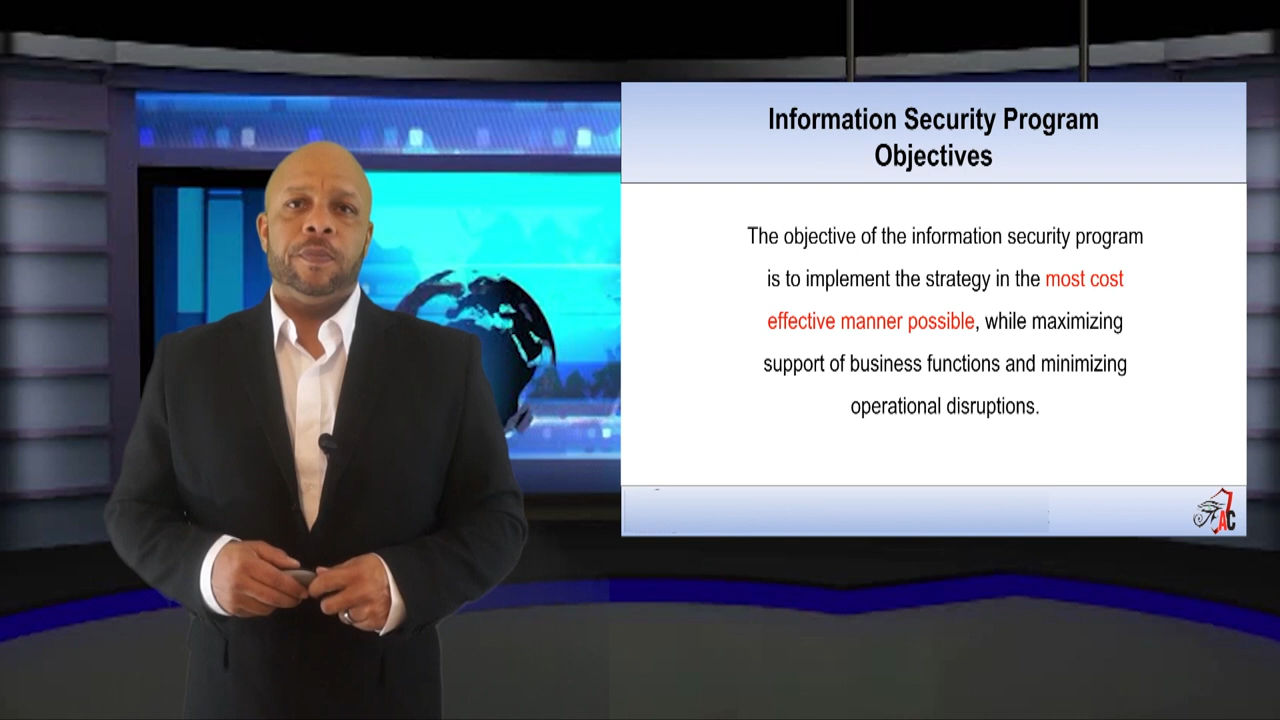 Information Security Program
Objectives
The objective of the information security program
is to implement the strategy in the most cost
effective manner possible, while maximizing
support of business functions and minimizing
operational disruptions.
AC